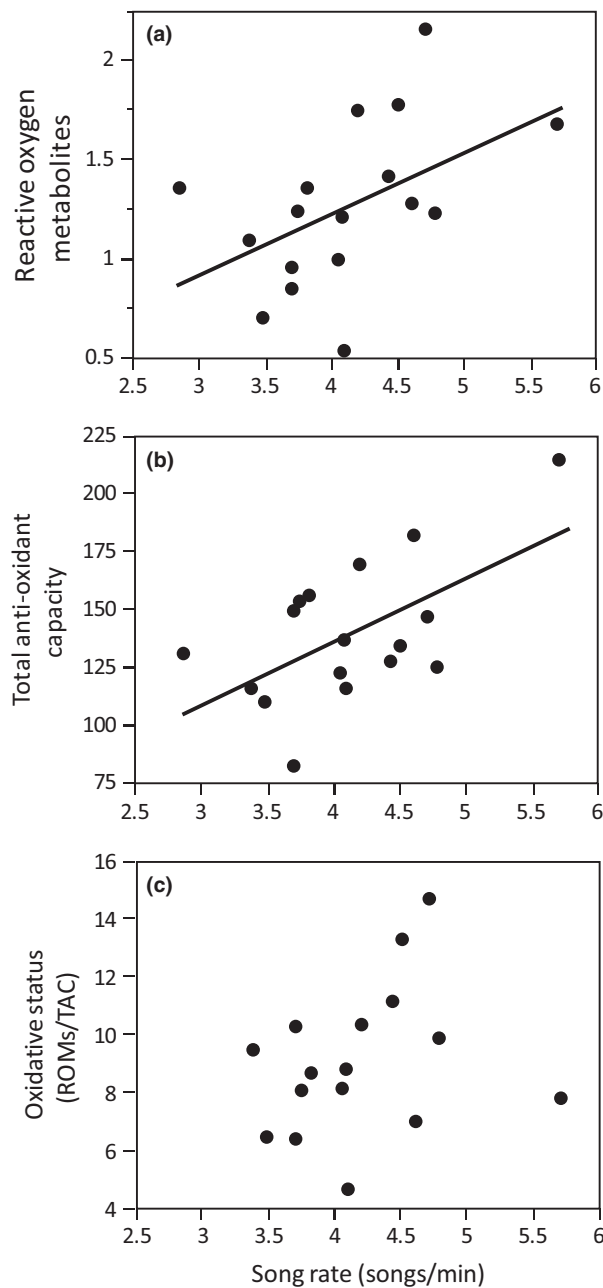 (a)
Reactive oxygen
metabolites
2
1.5
1
0.5
2.5 3 3.5 4 4.5 5 5.5 6
(b)
Total anti-oxidant
capacity
225
200
175
150
125
100
75
2.5 3 3.5 4 4.5 5 5.5 6
(c)
Oxidative status
(ROMs/TAC)
16
14
12
10
8
6
4
2.5 3 3.5 4 4.5 5 5.5 6
Song rate (songs/min)